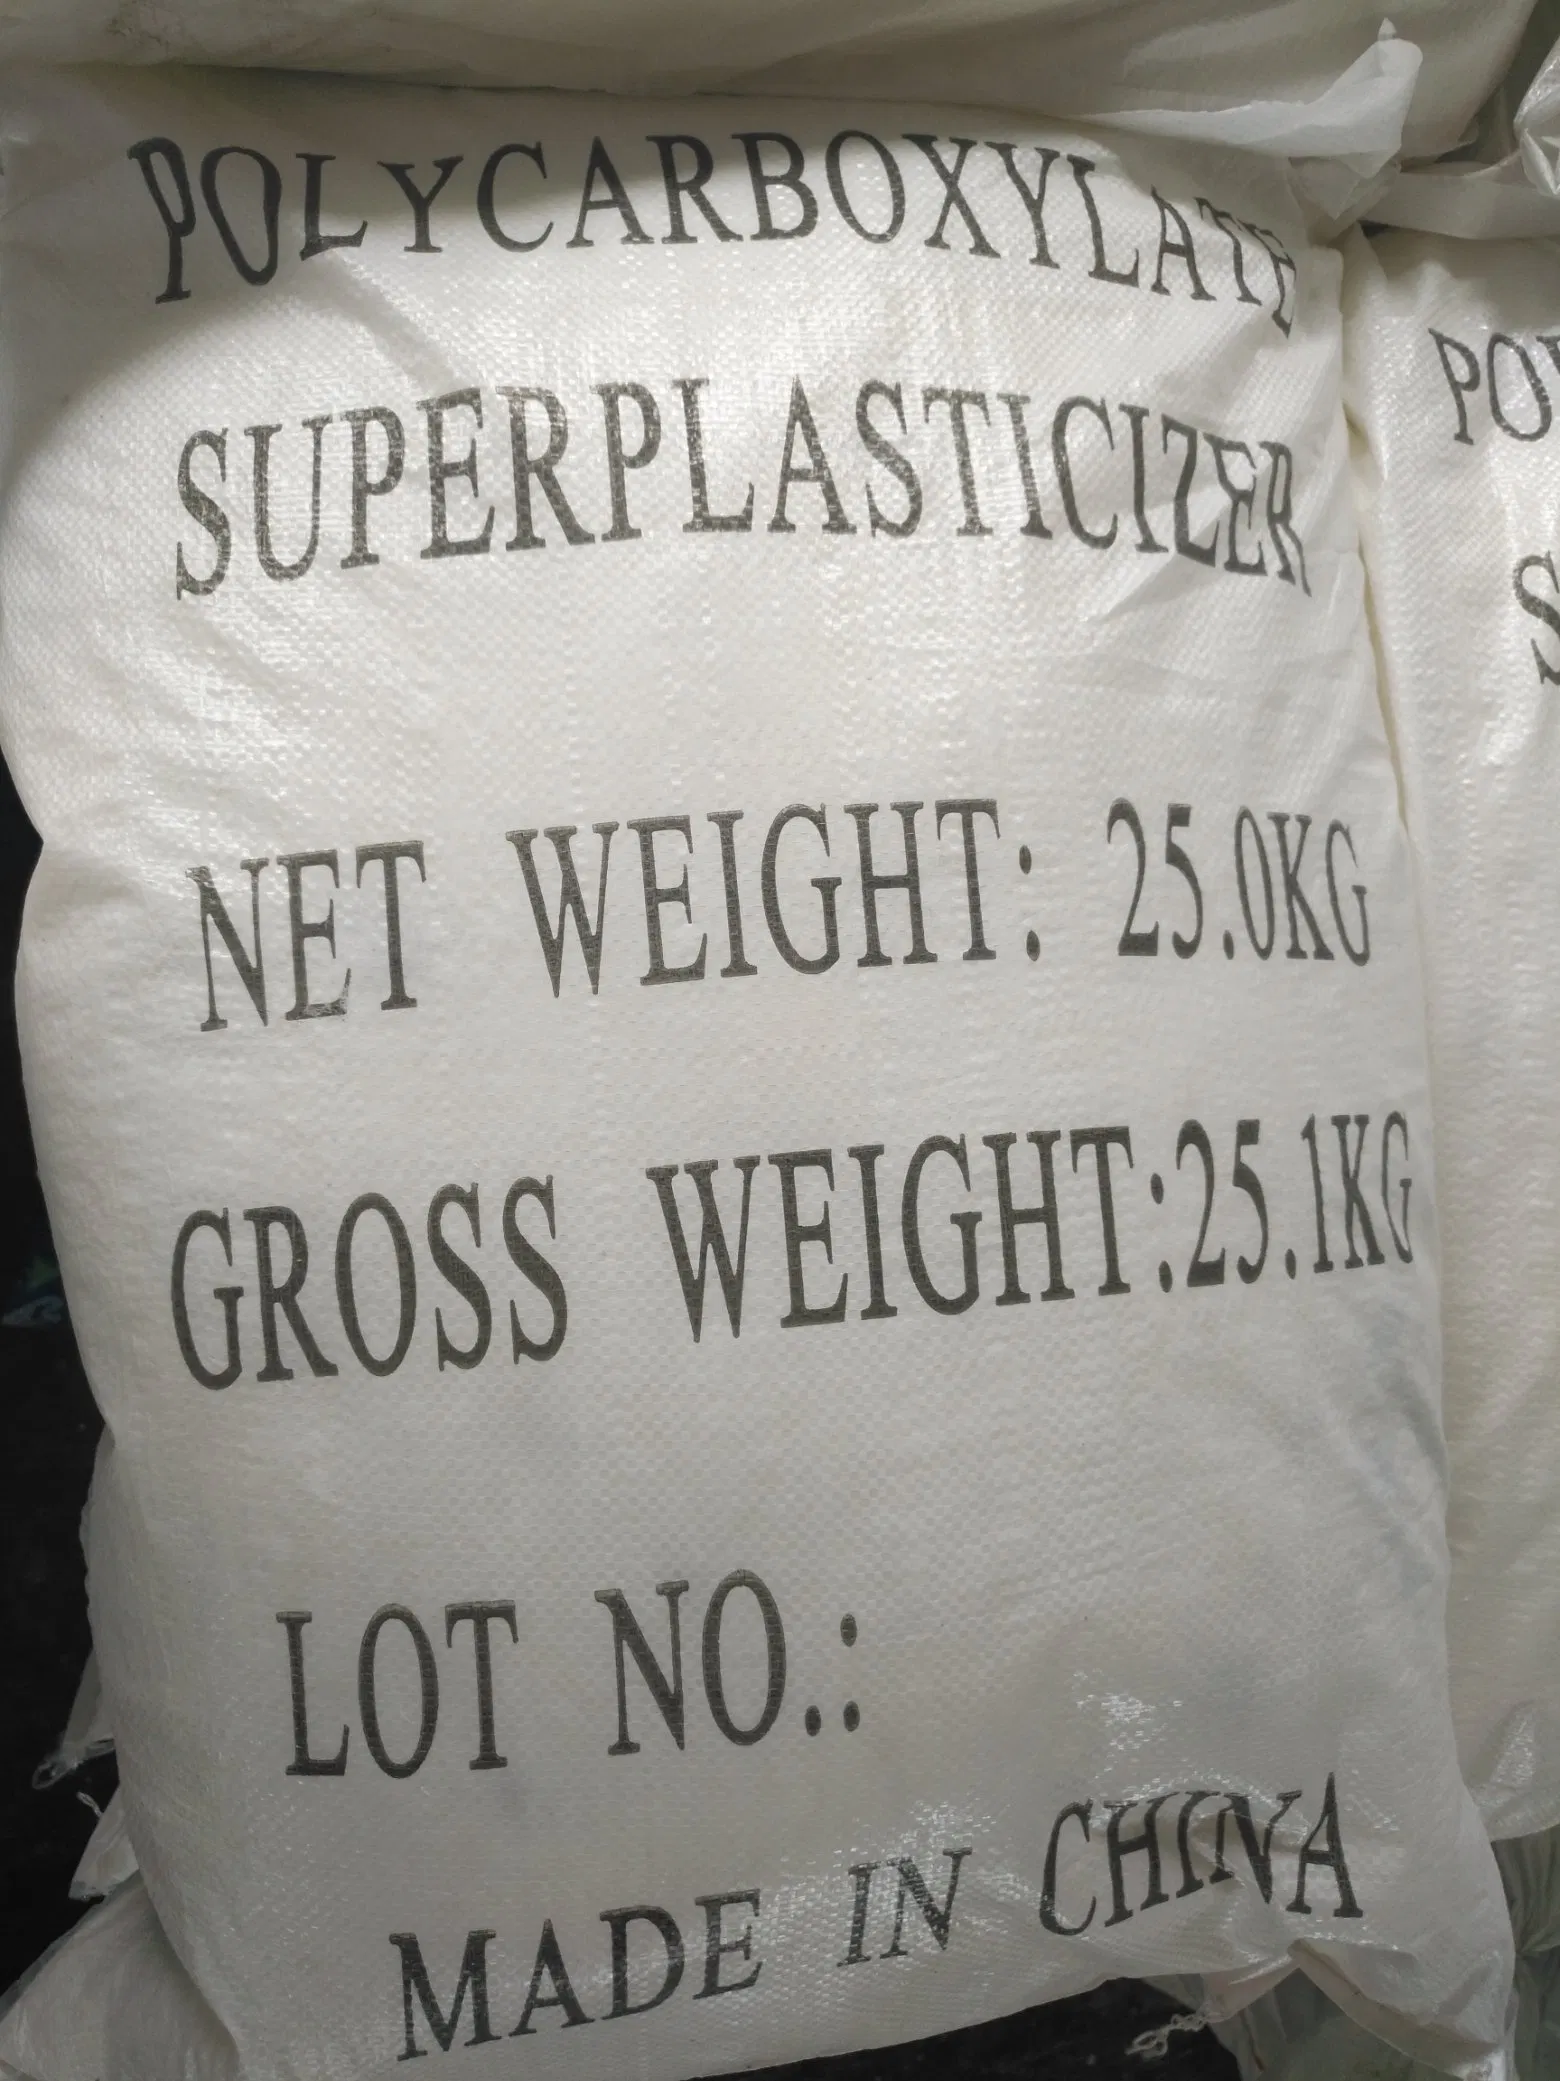 POLYCARBOXYLATE
SUPERPLASTICIZER
NET WEIGHT: 25.0KG
GROSS WEIGHT:25.1KG
LOT NO.:
MADE IN CHINA